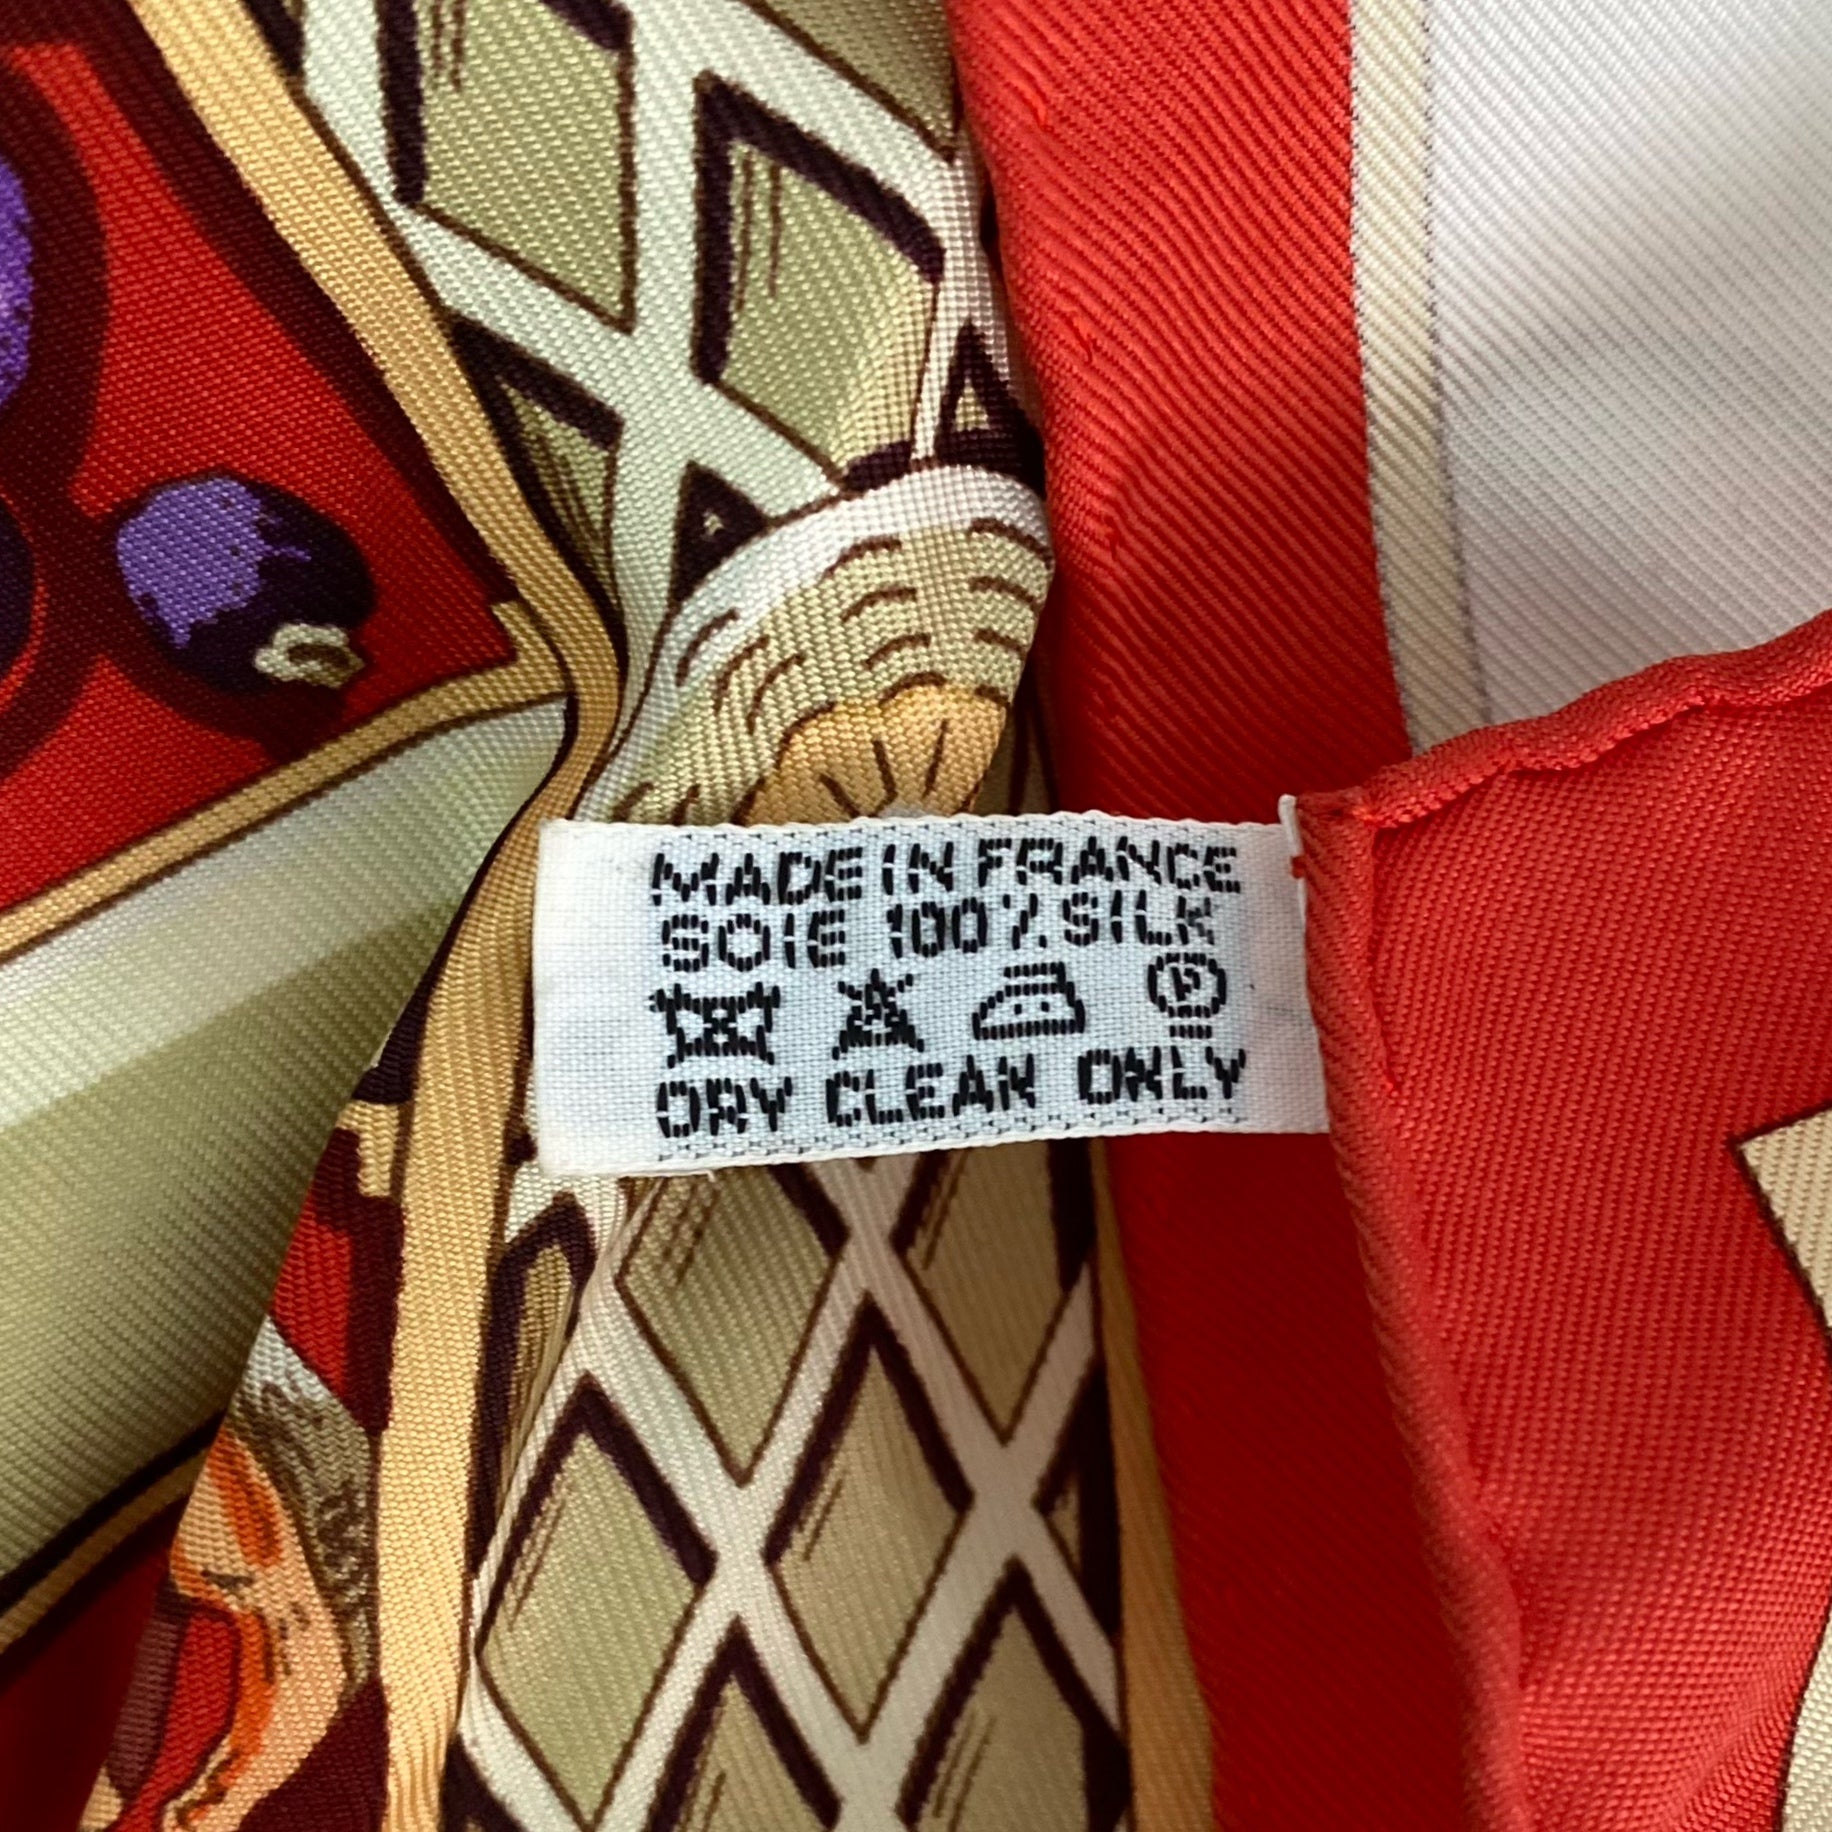 MADE IN FRANCE
SOIE 100% SILK
P
DRY CLEAN ONLY